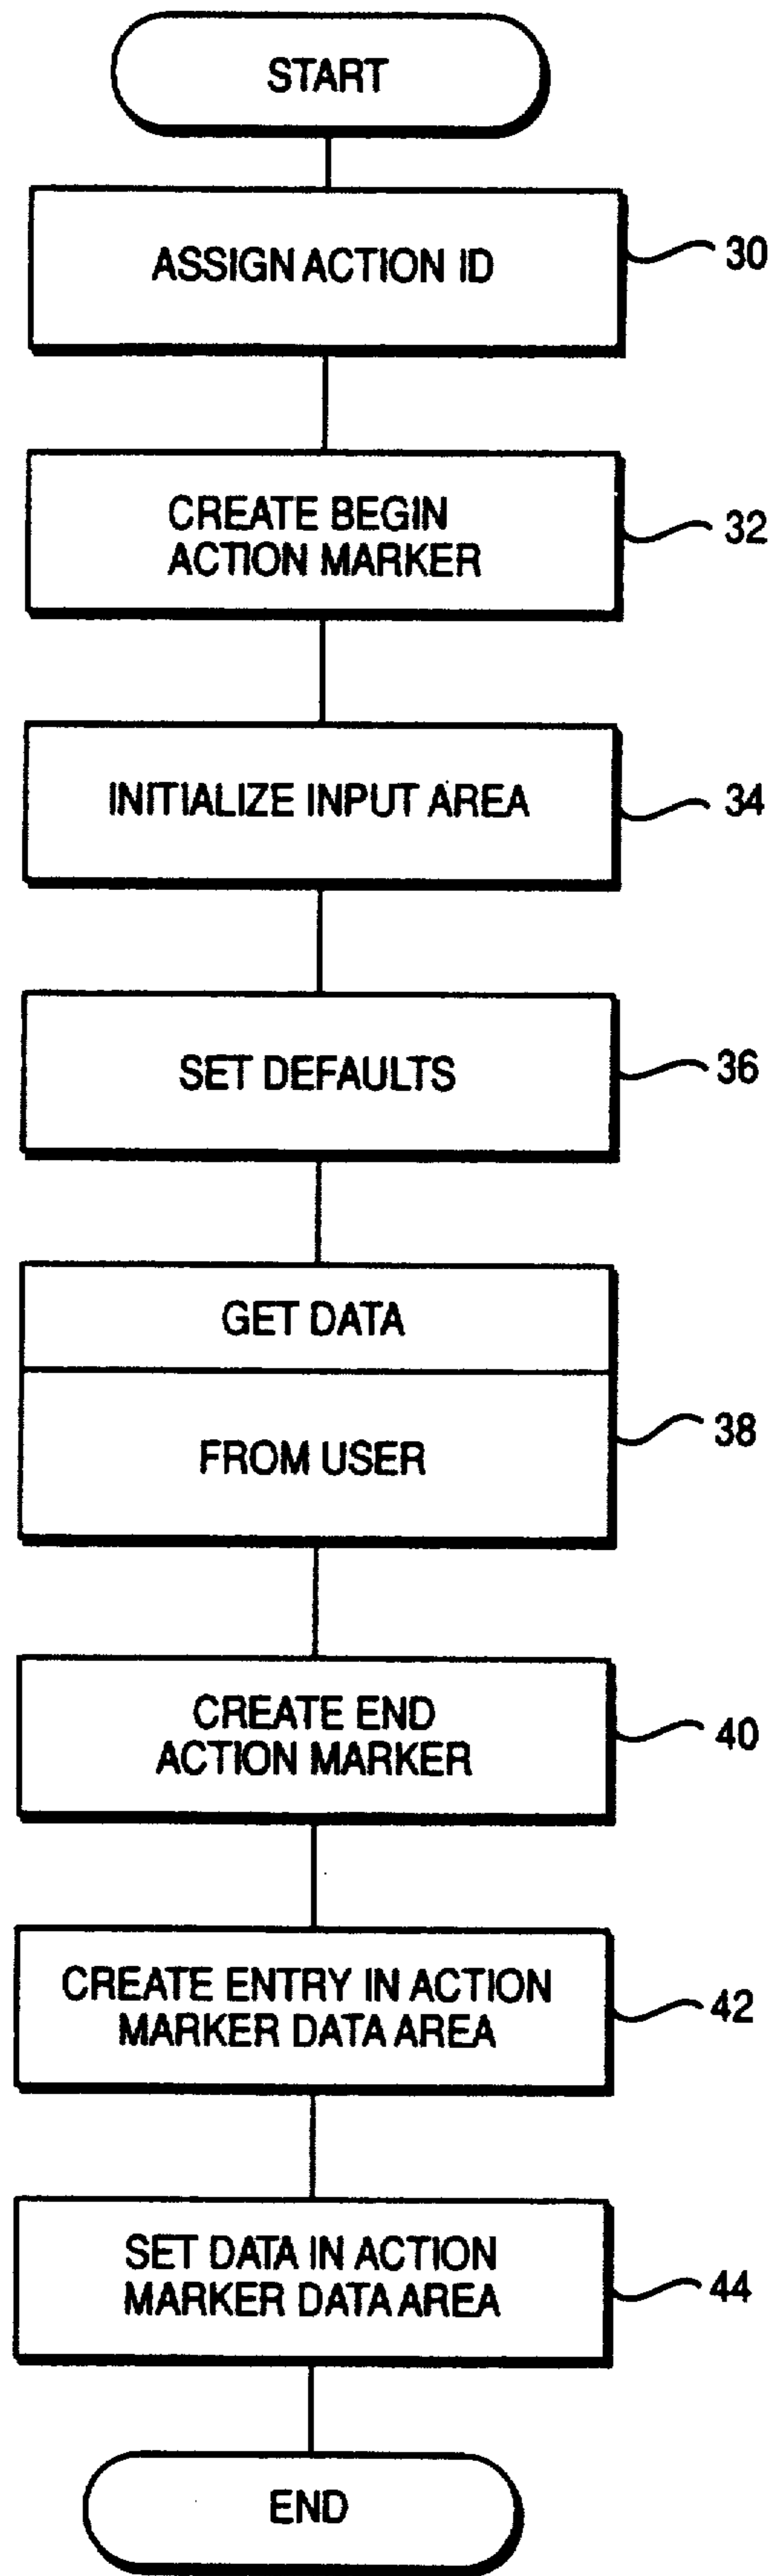 START
ASSIGN ACTION ID
30
CREATE BEGIN
ACTION MARKER
32
INITIALIZE INPUT AREA
34
SET DEFAULTS
36
GET DATA
FROM USER
38
CREATE END
ACTION MARKER
40
CREATE ENTRY IN ACTION
MARKER DATA AREA
42
SET DATA IN ACTION
MARKER DATA AREA
44
END